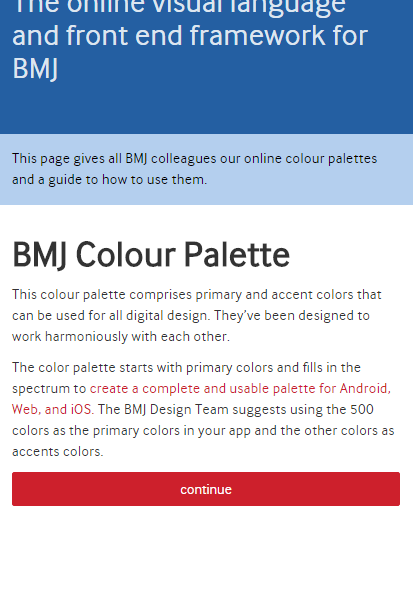 The online visual language
and front end framework for
BMJ
This page gives all BMJ colleagues our online colour palettes
and a guide to how to use them.
BMJ Colour Palette
This colour palette comprises primary and accent colors that
can be used for all digital design. They've been designed to
work harmoniously with each other.
The color palette starts with primary colors and fills in the
spectrum to create a complete and usable palette for Android,
Web, and iOS. The BMJ Design Team suggests using the 500
colors as the primary colors in your app and the other colors as
accents colors.
continue